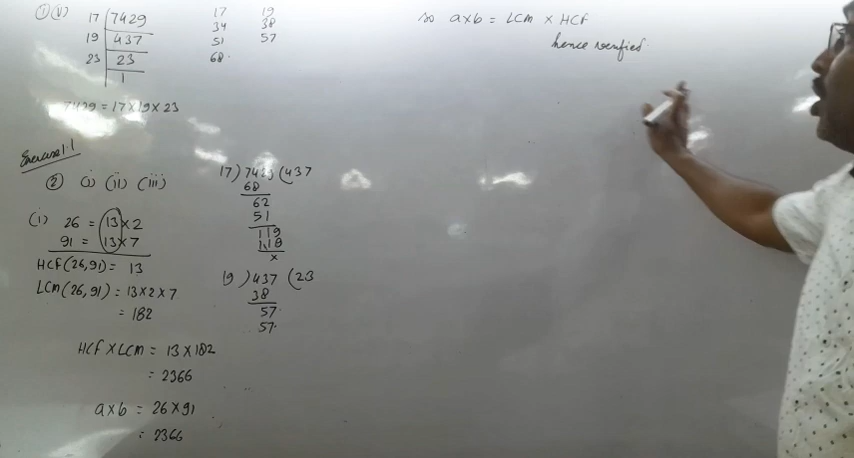 ① (v) 17 | 7429
19 | 437
23 | 23
1
7429 = 17 × 19 × 23
17 19
34 38
51 57
68
Exercise 1.1
② (i) (ii) (iii)
(i) 26 = 13 × 2
91 = 13 × 7
HCF (26,91) = 13
LCM (26,91) = 13 × 2 × 7
= 182
HCF × LCM = 13 × 182
= 2366
a × b = 26 × 91
= 2366
17 ) 7429 ( 437
68
62
51
119
119
×
19 ) 437 ( 23
38
57
57
so a × b = LCM × HCF
hence verified